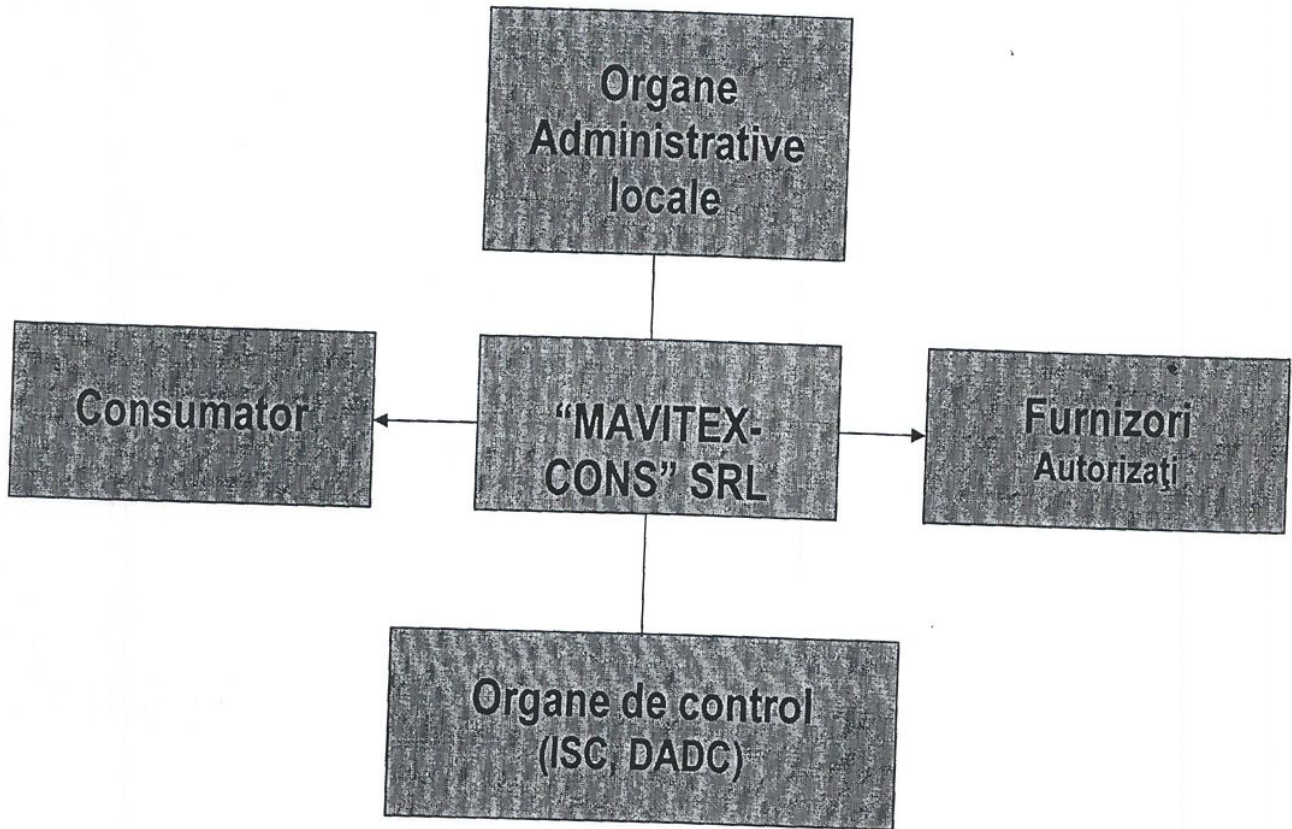 Organe
Administrative
locale
Consumator
“MAVITEX-
CONS” SRL
Furnizori
Autorizaţi
Organe de control
(ISC, DADC)